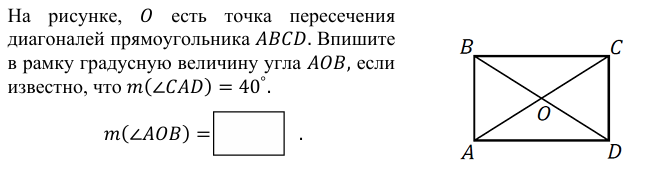 На рисунке, O есть точка пересечения
диагоналей прямоугольника ABCD. Впишите
в рамку градусную величину угла AOB, если
известно, что m(∠CAD) = 40°.
m(∠AOB) = .
B C
O
A D